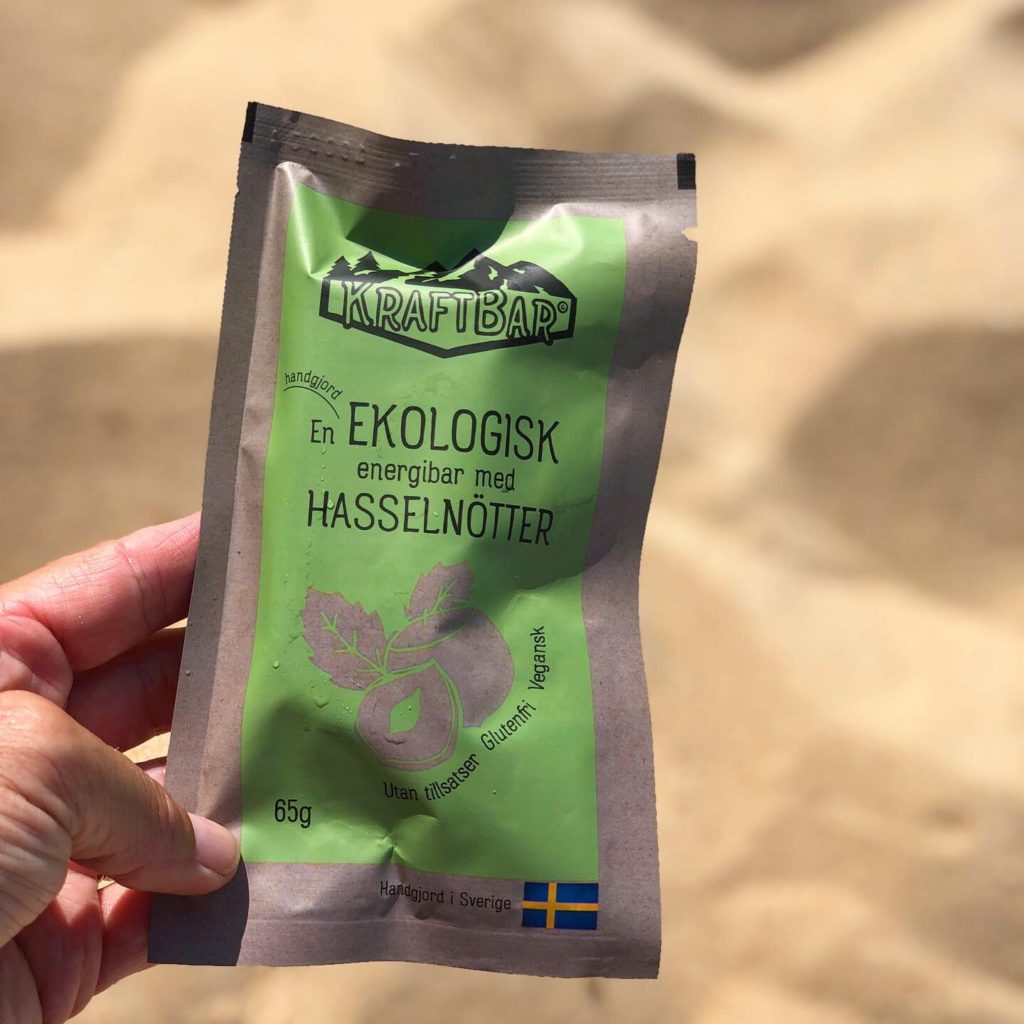 KRAFTBAR©
handgjord
En EKOLOGISK
energibar med
HASSELNÖTTER
Utan tillsatser Glutenfri Vegansk
65g
Handgjord i Sverige